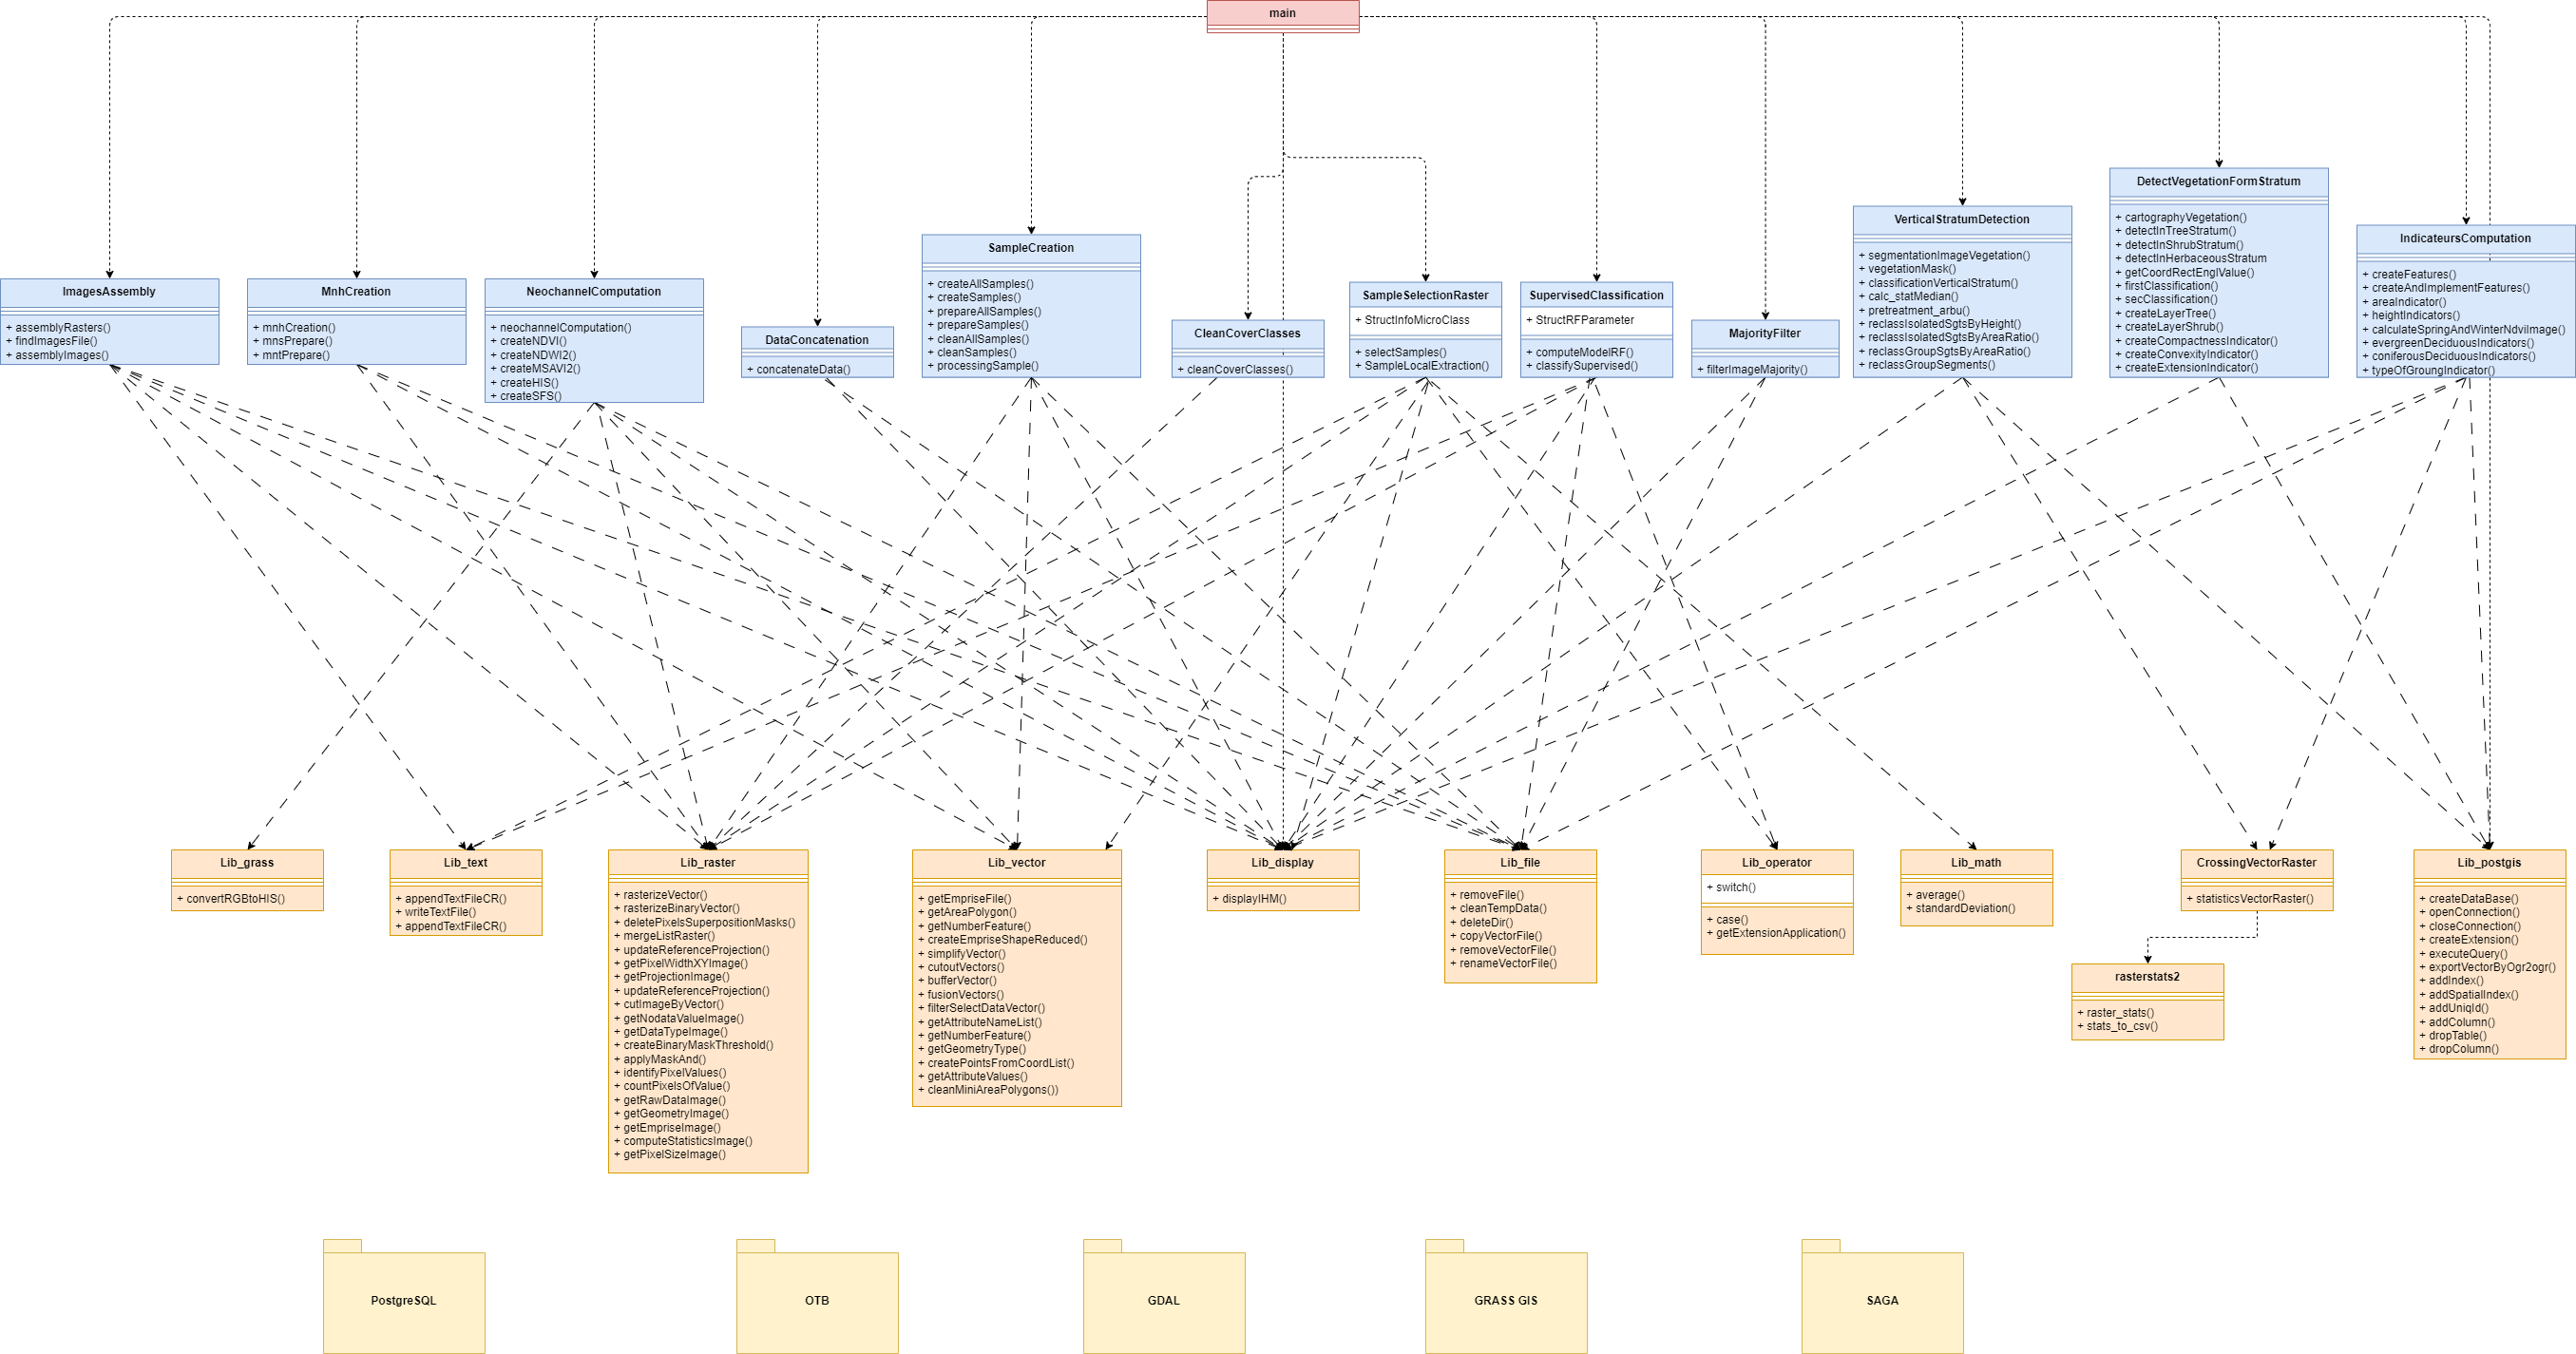 main
ImagesAssembly
+ assemblyRasters()
+ findImagesFile()
+ assemblyImages()
MnhCreation
+ mnhCreation()
+ mnsPrepare()
+ mntPrepare()
NeochannelComputation
+ neochannelComputation()
+ createNDVI()
+ createNDWI2()
+ createMSAVI2()
+ createHIS()
+ createSFS()
DataConcatenation
+ concatenateData()
SampleCreation
+ createAllSamples()
+ createSamples()
+ prepareAllSamples()
+ prepareSamples()
+ cleanAllSamples()
+ cleanSamples()
+ processingSample()
CleanCoverClasses
+ cleanCoverClasses()
SampleSelectionRaster
+ StructInfoMicroClass
+ selectSamples()
+ SampleLocalExtraction()
SupervisedClassification
+ StructRFParameter
+ computeModelRF()
+ classifySupervised()
MajorityFilter
+ filterImageMajority()
VerticalStratumDetection
+ segmentationImageVegetation()
+ vegetationMask()
+ classificationVerticalStratum()
+ calc_statMedian()
+ pretreatment_arbu()
+ reclassIsolatedSgtsByHeight()
+ reclassIsolatedSgtsByAreaRatio()
+ reclassGroupSgtsByAreaRatio()
+ reclassGroupSegments()
DetectVegetationFormStratum
+ cartographyVegetation()
+ detectInTreeStratum()
+ detectInShrubStratum()
+ detectInHerbaceousStratum
+ getCoordRectEnglValue()
+ firstClassification()
+ secClassification()
+ createLayerTree()
+ createLayerShrub()
+ createCompactnessIndicator()
+ createConvexityIndicator()
+ createExtensionIndicator()
IndicateursComputation
+ createFeatures()
+ createAndImplementFeatures()
+ areaIndicator()
+ heightIndicators()
+ calculateSpringAndWinterNdviImage()
+ evergreenDeciduousIndicators()
+ coniferousDeciduousIndicators()
+ typeOfGroungIndicator()
Lib_grass
+ convertRGBtoHIS()
Lib_text
+ appendTextFileCR()
+ writeTextFile()
+ appendTextFileCR()
Lib_raster
+ rasterizeVector()
+ rasterizeBinaryVector()
+ deletePixelsSuperpositionMasks()
+ mergeListRaster()
+ updateReferenceProjection()
+ getPixelWidthXYImage()
+ getProjectionImage()
+ updateReferenceProjection()
+ cutImageByVector()
+ getNodataValueImage()
+ getDataTypeImage()
+ createBinaryMaskThreshold()
+ applyMaskAnd()
+ identifyPixelValues()
+ countPixelsOfValue()
+ getRawDataImage()
+ getGeometryImage()
+ getEmpriseImage()
+ computeStatisticsImage()
+ getPixelSizeImage()
Lib_vector
+ getEmpriseFile()
+ getAreaPolygon()
+ getNumberFeature()
+ createEmpriseShapeReduced()
+ simplifyVector()
+ cutoutVectors()
+ bufferVector()
+ fusionVectors()
+ filterSelectDataVector()
+ getAttributeNameList()
+ getNumberFeature()
+ getGeometryType()
+ createPointsFromCoordList()
+ getAttributeValues()
+ cleanMiniAreaPolygons())
Lib_display
+ displayIHM()
Lib_file
+ removeFile()
+ cleanTempData()
+ deleteDir()
+ copyVectorFile()
+ removeVectorFile()
+ renameVectorFile()
Lib_operator
+ switch()
+ case()
+ getExtensionApplication()
Lib_math
+ average()
+ standardDeviation()
CrossingVectorRaster
+ statisticsVectorRaster()
rasterstats2
+ raster_stats()
+ stats_to_csv()
Lib_postgis
+ createDataBase()
+ openConnection()
+ closeConnection()
+ createExtension()
+ executeQuery()
+ exportVectorByOgr2ogr()
+ addIndex()
+ addSpatialIndex()
+ addUniqId()
+ addColumn()
+ dropTable()
+ dropColumn()
PostgreSQL
OTB
GDAL
GRASS GIS
SAGA